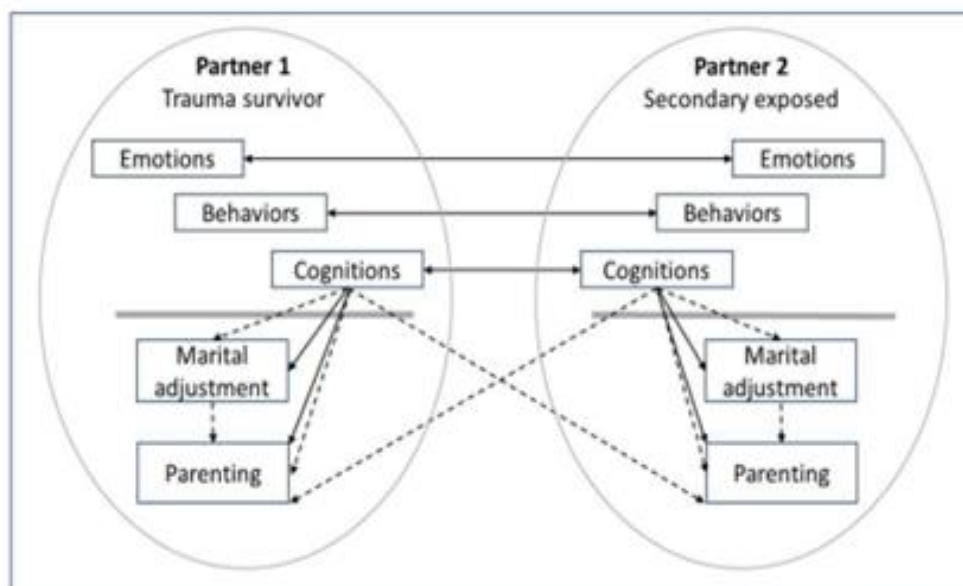 Partner 1
Trauma survivor
Partner 2
Secondary exposed
Emotions
Emotions
Behaviors
Behaviors
Cognitions
Cognitions
Marital
adjustment
Marital
adjustment
Parenting
Parenting